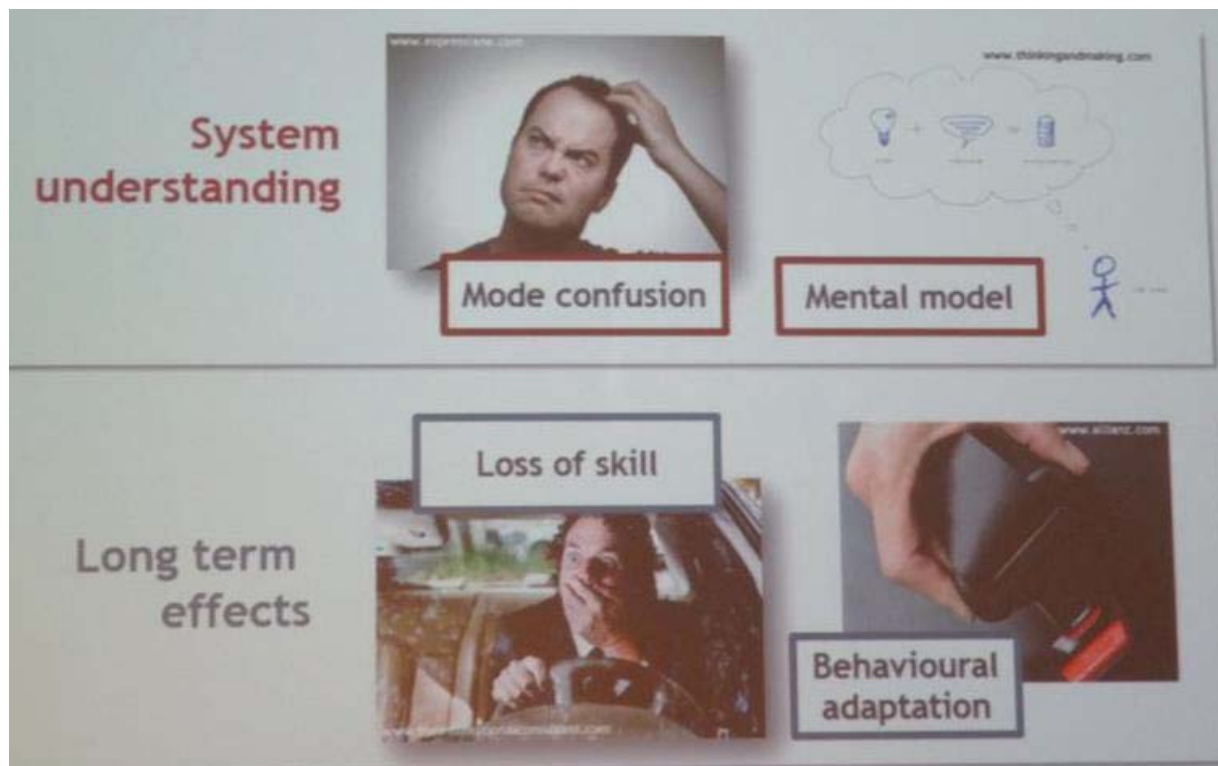 System
understanding
www.thinkingandmaking.com
Mode confusion
Mental model
Long term
effects
Loss of skill
www.allianz.com
Behavioural
adaptation